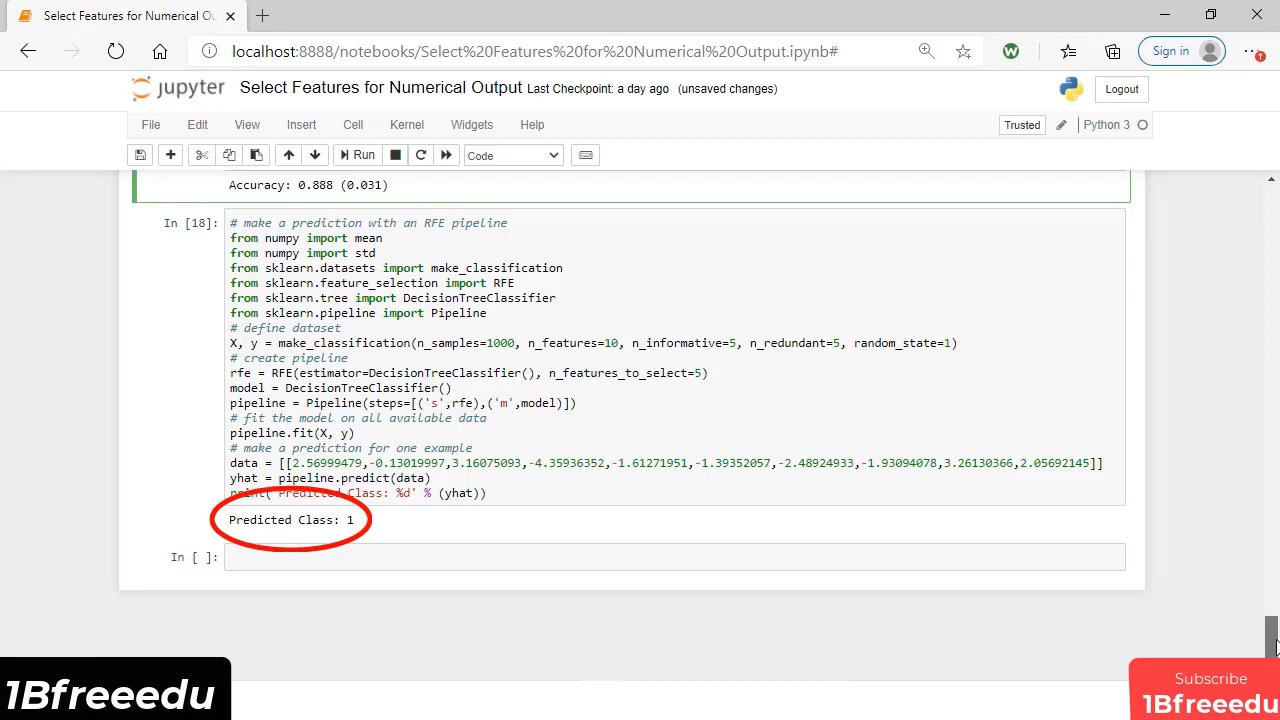 Select Features for Numerical Ou
localhost:8888/notebooks/Select%20Features%20for%20Numerical%20Output.ipynb#
W
Sign in
jupyter
Select Features for Numerical Output Last Checkpoint: a day ago (unsaved changes)
Logout
File Edit View Insert Cell Kernel Widgets Help
Trusted
Python 3
Run
Code
Accuracy: 0.888 (0.031)
In [18]:
# make a prediction with an RFE pipeline
from numpy import mean
from numpy import std
from sklearn.datasets import make_classification
from sklearn.feature_selection import RFE
from sklearn.tree import DecisionTreeClassifier
from sklearn.pipeline import Pipeline
# define dataset
X, y = make_classification(n_samples=1000, n_features=10, n_informative=5, n_redundant=5, random_state=1)
# create pipeline
rfe = RFE(estimator=DecisionTreeClassifier(), n_features_to_select=5)
model = DecisionTreeClassifier()
pipeline = Pipeline(steps=[('s',rfe),('m',model)])
# fit the model on all available data
pipeline.fit(X, y)
# make a prediction for one example
data = [[2.56999479,-0.13019997,3.16075093,-4.35936352,-1.61271951,-1.39352057,-2.48924933,-1.93094078,3.26130366,2.05692145]]
yhat = pipeline.predict(data)
print('Predicted Class: %d' % (yhat))
Predicted Class: 1
In [ ]:
1Bfreeedu
Subscribe
1Bfreeedu